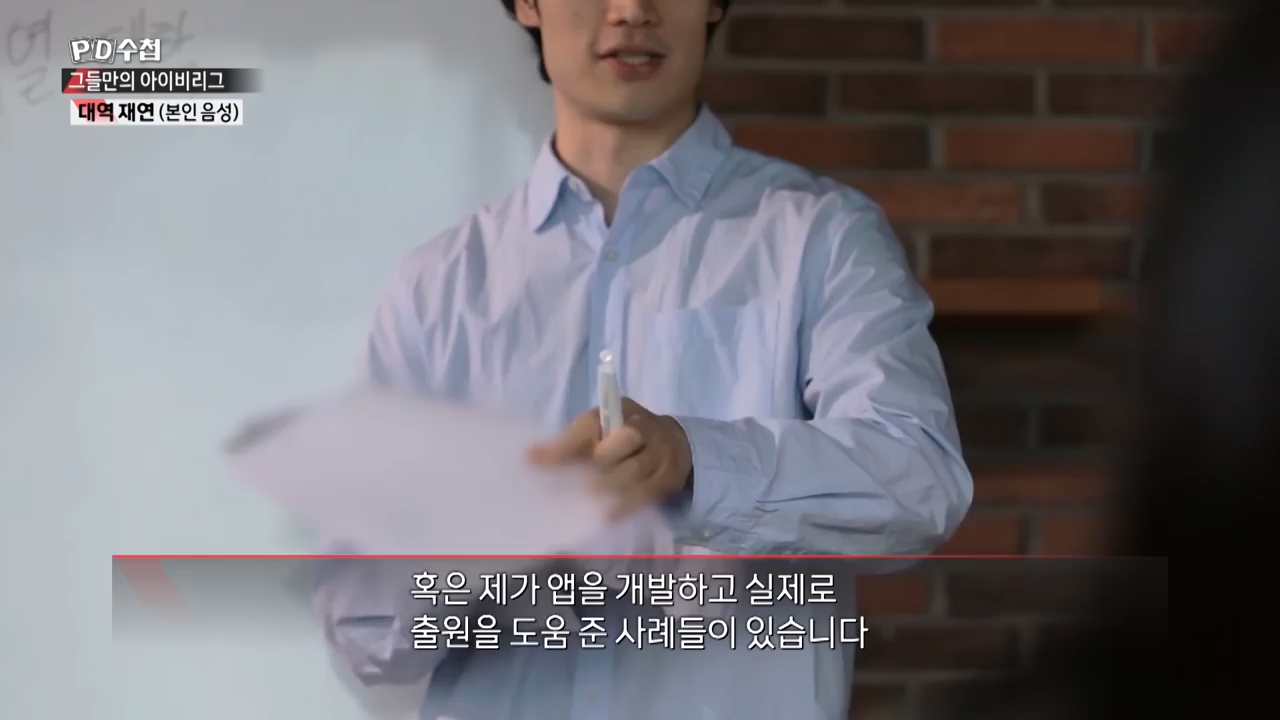 PD수첩
그들만의 아이비리그
대역 재연 (본인 음성)
혹은 제가 앱을 개발하고 실제로
출원을 도움 준 사례들이 있습니다